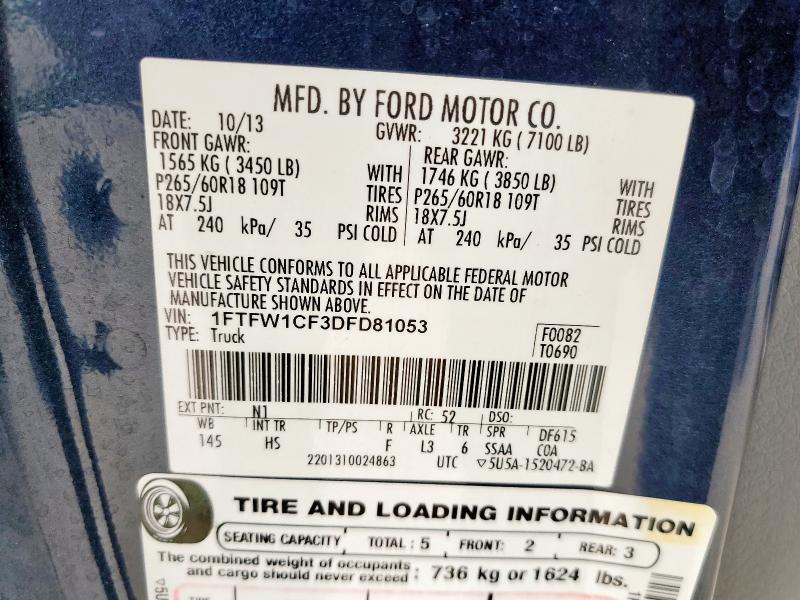 MFD. BY FORD MOTOR CO.
DATE: 10/13 GVWR: 3221 KG ( 7100 LB)
FRONT GAWR: REAR GAWR:
1565 KG ( 3450 LB) WITH 1746 KG ( 3850 LB) WITH
P265/60R18 109T TIRES P265/60R18 109T TIRES
18X7.5J RIMS 18X7.5J RIMS
AT 240 kPa/ 35 PSI COLD AT 240 kPa/ 35 PSI COLD
THIS VEHICLE CONFORMS TO ALL APPLICABLE FEDERAL MOTOR
VEHICLE SAFETY STANDARDS IN EFFECT ON THE DATE OF
MANUFACTURE SHOWN ABOVE.
VIN: 1FTFW1CF3DFD81053
TYPE: Truck F0082
T0690
EXT PNT: N1 RC: 52 DSO:
WB INT TR TP/PS R AXLE TR SPR DF615
145 HS F L3 6 SSAA COA
2201310024863 UTC ▽5U5A-1520472-BA
TIRE AND LOADING INFORMATION
SEATING CAPACITY TOTAL : 5 FRONT: 2 REAR: 3
The combined weight of occupants
and cargo should never exceed : 736 kg or 1624 lbs.